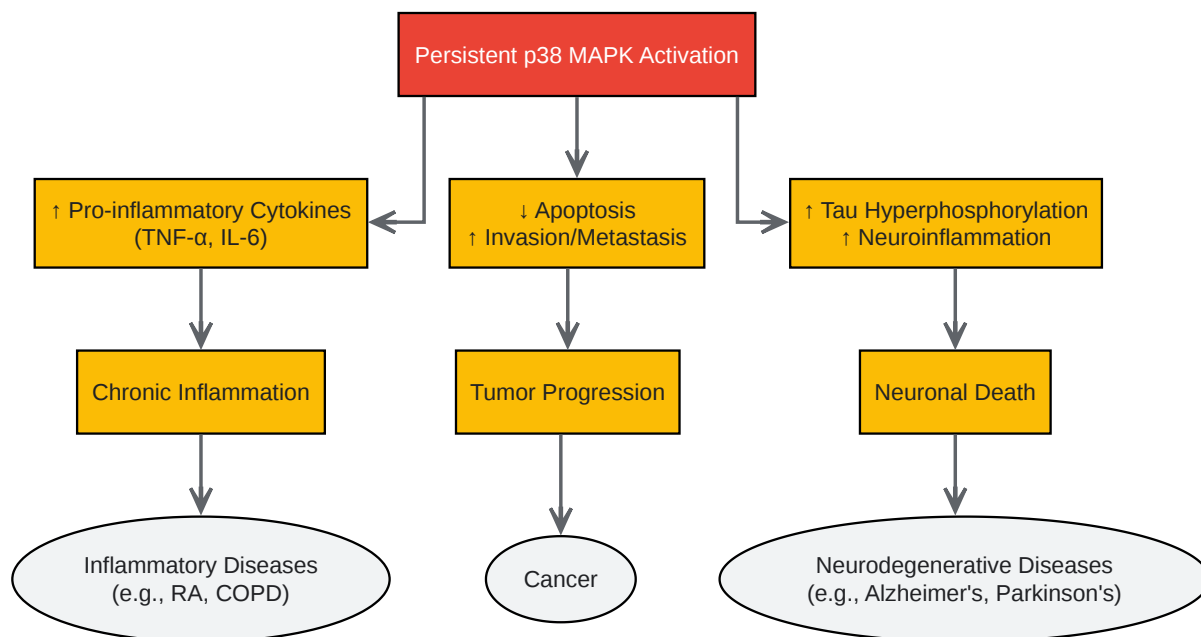 Persistent p38 MAPK Activation
↑ Pro-inflammatory Cytokines
(TNF-α, IL-6)
↓ Apoptosis
↑ Invasion/Metastasis
↑ Tau Hyperphosphorylation
↑ Neuroinflammation
Chronic Inflammation
Tumor Progression
Neuronal Death
Inflammatory Diseases
(e.g., RA, COPD)
Cancer
Neurodegenerative Diseases
(e.g., Alzheimer's, Parkinson's)